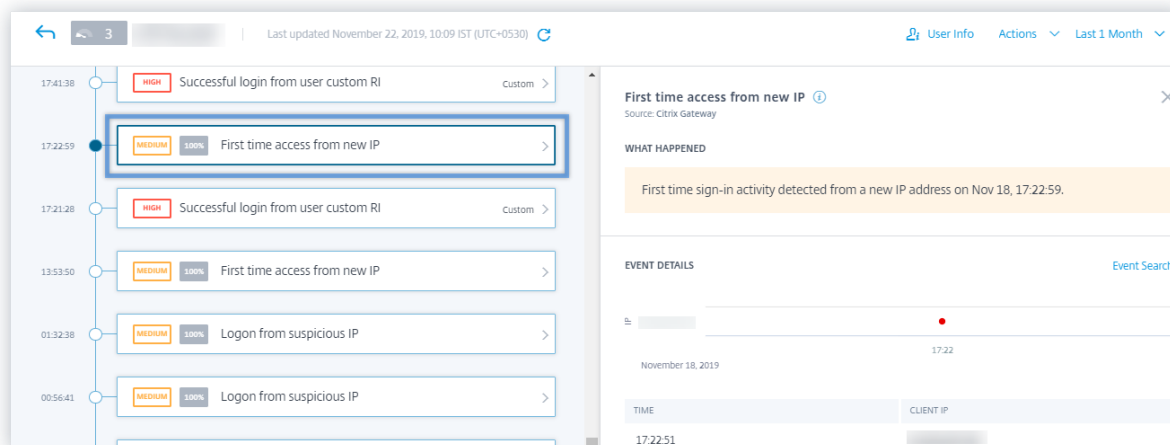 3
Last updated November 22, 2019, 10:09 IST (UTC+0530)
User Info
Actions
Last 1 Month
17:41:38
HIGH
Successful login from user custom RI
Custom
17:22:59
MEDIUM
100%
First time access from new IP
17:21:28
HIGH
Successful login from user custom RI
Custom
13:53:50
MEDIUM
100%
First time access from new IP
01:32:38
MEDIUM
100%
Logon from suspicious IP
00:56:41
MEDIUM
100%
Logon from suspicious IP
First time access from new IP
Source: Citrix Gateway
WHAT HAPPENED
First time sign-in activity detected from a new IP address on Nov 18, 17:22:59.
EVENT DETAILS
Event Search
IP
17:22
November 18, 2019
TIME
CLIENT IP
17:22:51